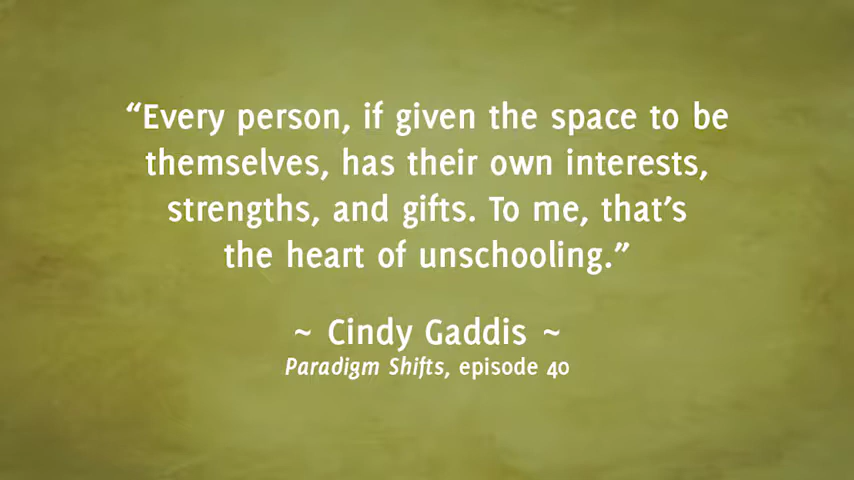 “Every person, if given the space to be
themselves, has their own interests,
strengths, and gifts. To me, that’s
the heart of unschooling.”
~ Cindy Gaddis ~
Paradigm Shifts, episode 40